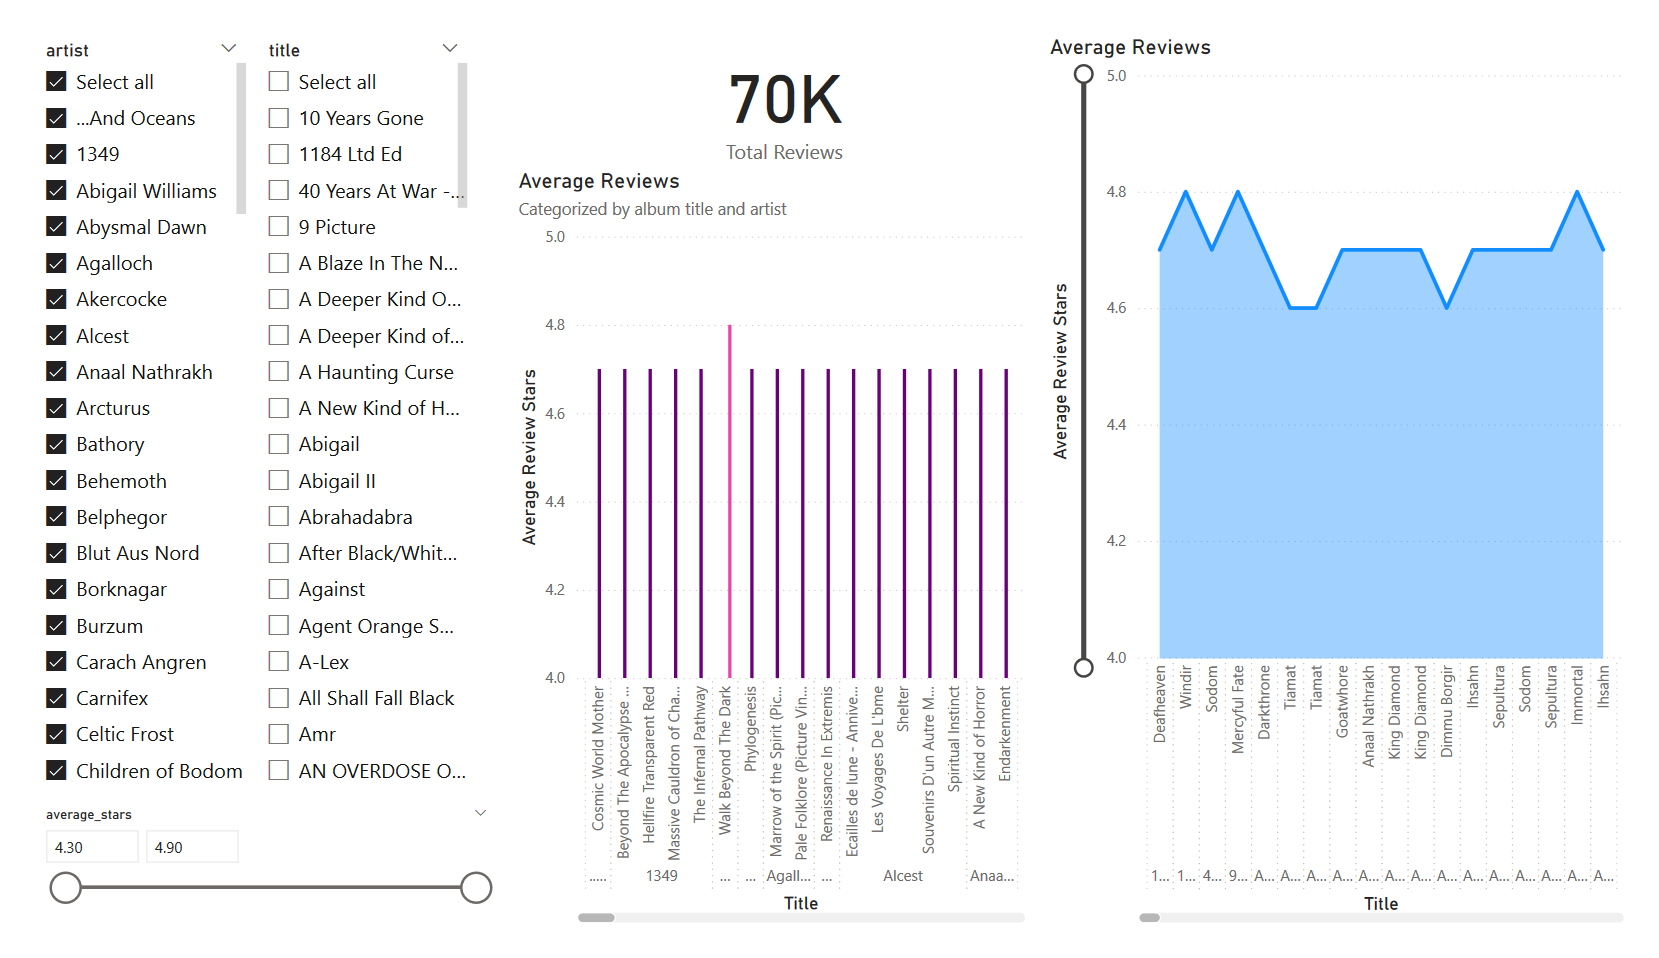 artist
Select all
...And Oceans
1349
Abigail Williams
Abysmal Dawn
Agalloch
Akercocke
Alcest
Anaal Nathrakh
Arcturus
Bathory
Behemoth
Belphegor
Blut Aus Nord
Borknagar
Burzum
Carach Angren
Carnifex
Celtic Frost
Children of Bodom
title
Select all
10 Years Gone
1184 Ltd Ed
40 Years At War -...
9 Picture
A Blaze In The N...
A Deeper Kind O...
A Deeper Kind of...
A Haunting Curse
A New Kind of H...
Abigail
Abigail II
Abrahadabra
After Black/Whit...
Against
Agent Orange S...
A-Lex
All Shall Fall Black
Amr
AN OVERDOSE O...
average_stars
4.30
4.90
70K
Total Reviews
Average Reviews
Categorized by album title and artist
Average Review Stars
5.0
4.8
4.6
4.4
4.2
4.0
Cosmic World Mother
Beyond The Apocalypse ...
Hellfire Transparent Red
Massive Cauldron of Cha...
The Infernal Pathway
Walk Beyond The Dark
Phylogenesis
Marrow of the Spirit (Pic...
Pale Folklore (Picture Vin...
Renaissance In Extremis
Ecailles de lune - Annive...
Les Voyages De L'bme
Shelter
Souvenirs D'un Autre M...
Spiritual Instinct
A New Kind of Horror
Endarkenment
.....
1349
...
...
Agall...
...
Alcest
Anaa...
Title
Average Reviews
Average Review Stars
5.0
4.8
4.6
4.4
4.2
4.0
Deafheaven
Windir
Sodom
Mercyful Fate
Darkthrone
Tiamat
Tiamat
Goatwhore
Anaal Nathrakh
King Diamond
King Diamond
Dimmu Borgir
Ihsahn
Sepultura
Sodom
Sepultura
Immortal
Ihsahn
1...
1...
4...
9...
A...
A...
A...
A...
A...
A...
A...
A...
A...
A...
A...
A...
A...
A...
Title